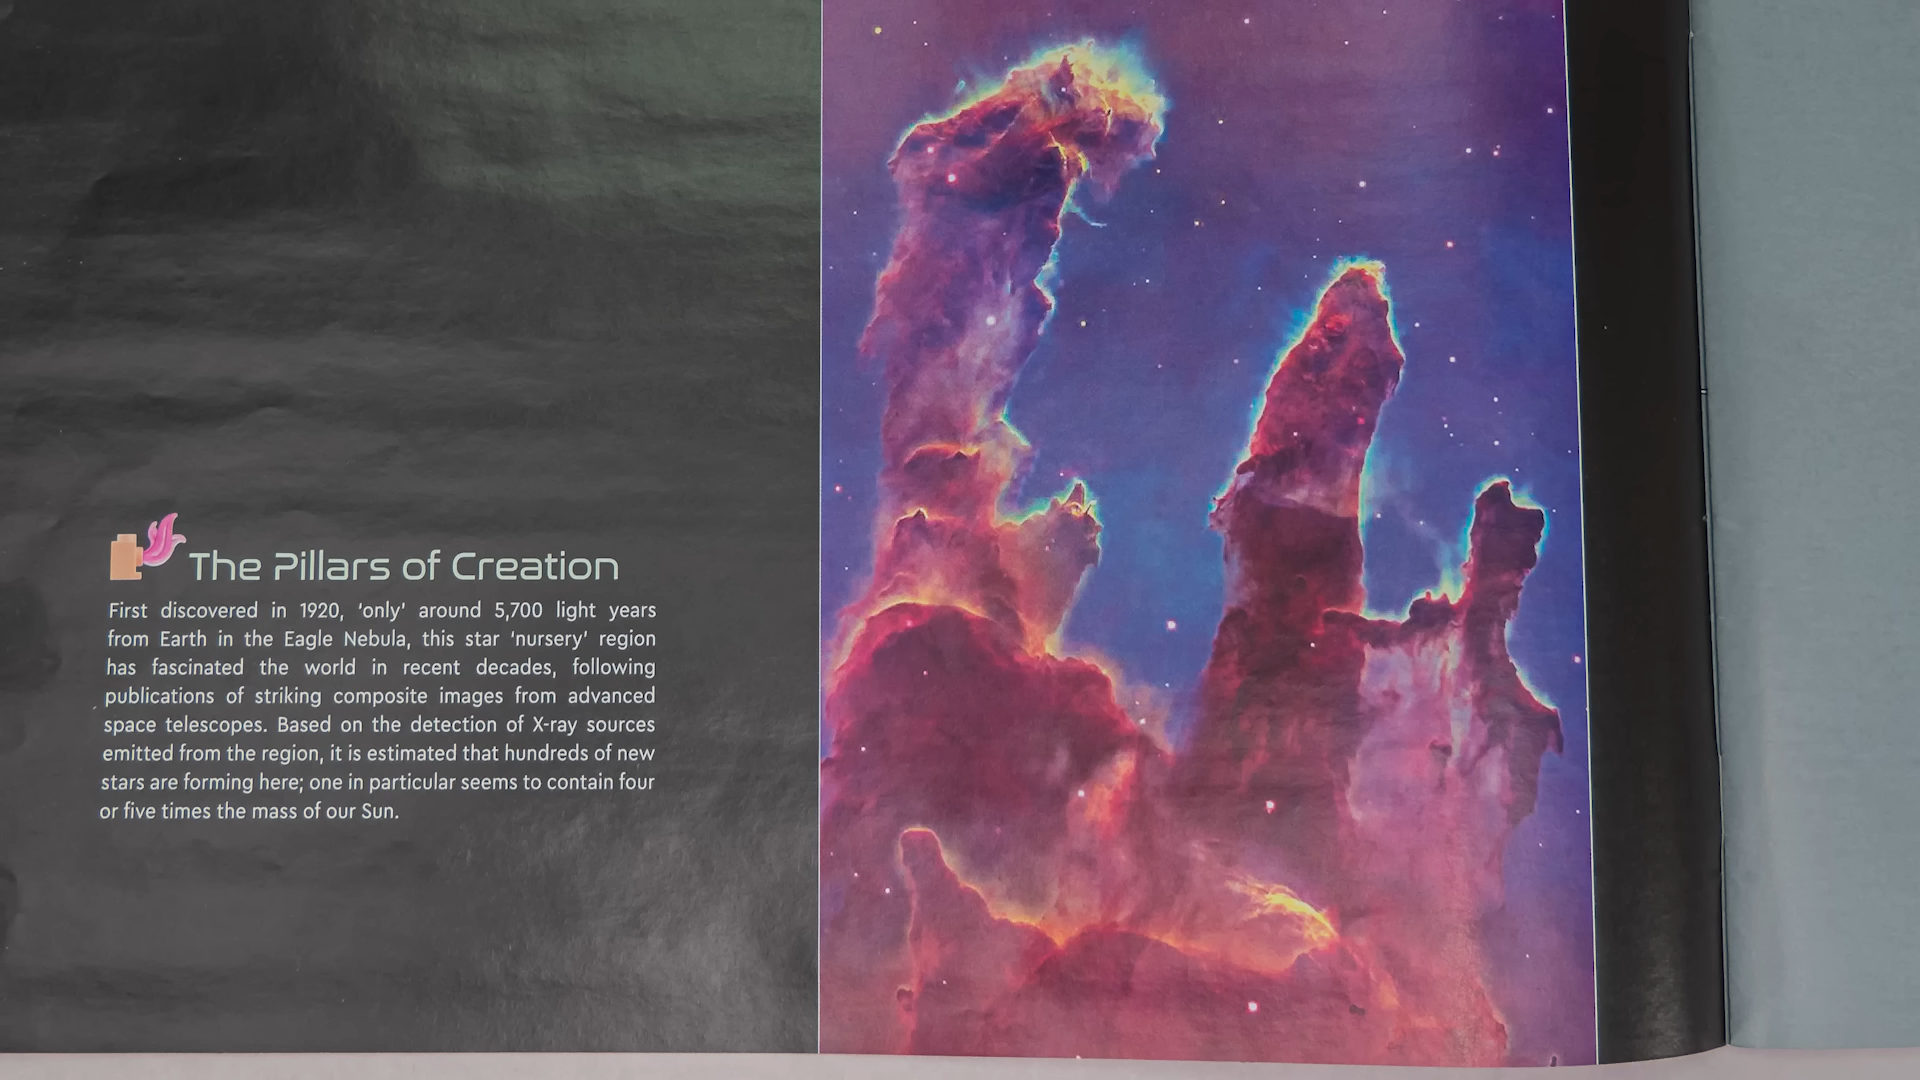 The Pillars of Creation
First discovered in 1920, ‘only’ around 5,700 light years
from Earth in the Eagle Nebula, this star ‘nursery’ region
has fascinated the world in recent decades, following
publications of striking composite images from advanced
space telescopes. Based on the detection of X-ray sources
emitted from the region, it is estimated that hundreds of new
stars are forming here; one in particular seems to contain four
or five times the mass of our Sun.